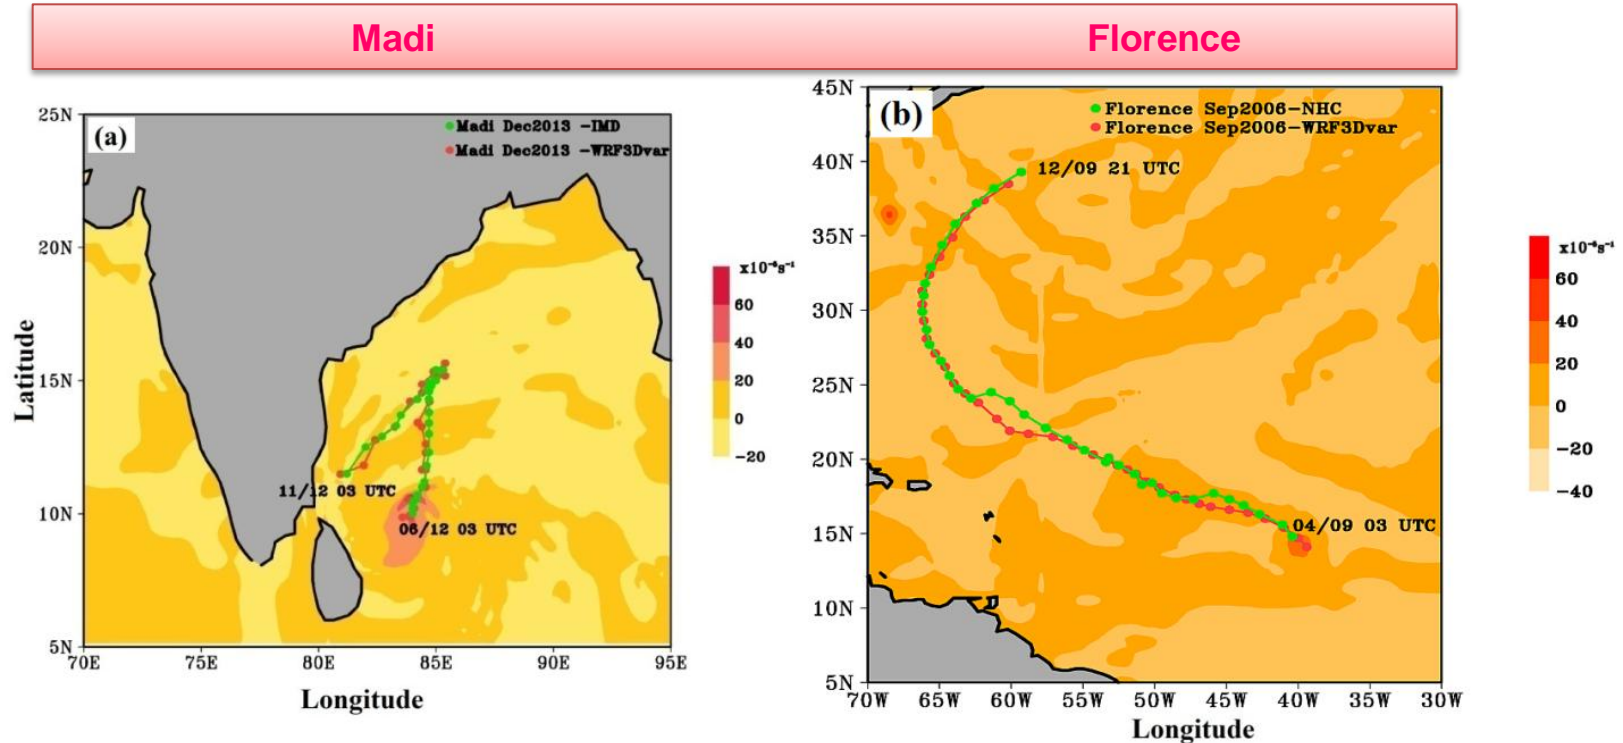 Madi
Florence
(a)
Madi Dec2013 -IMD
Madi Dec2013 -WRF3Dvar
25N
20N
15N
10N
5N
Latitude
11/12 03 UTC
06/12 03 UTC
70E 75E 80E 85E 90E 95E
Longitude
x10⁻⁵s⁻¹
60
40
20
0
-20
(b)
Florence Sep2006-NHC
Florence Sep2006-WRF3Dvar
45N
40N
35N
30N
25N
20N
15N
10N
5N
12/09 21 UTC
04/09 03 UTC
70W 65W 60W 55W 50W 45W 40W 35W 30W
Longitude
x10⁻⁵s⁻¹
60
40
20
0
-20
-40